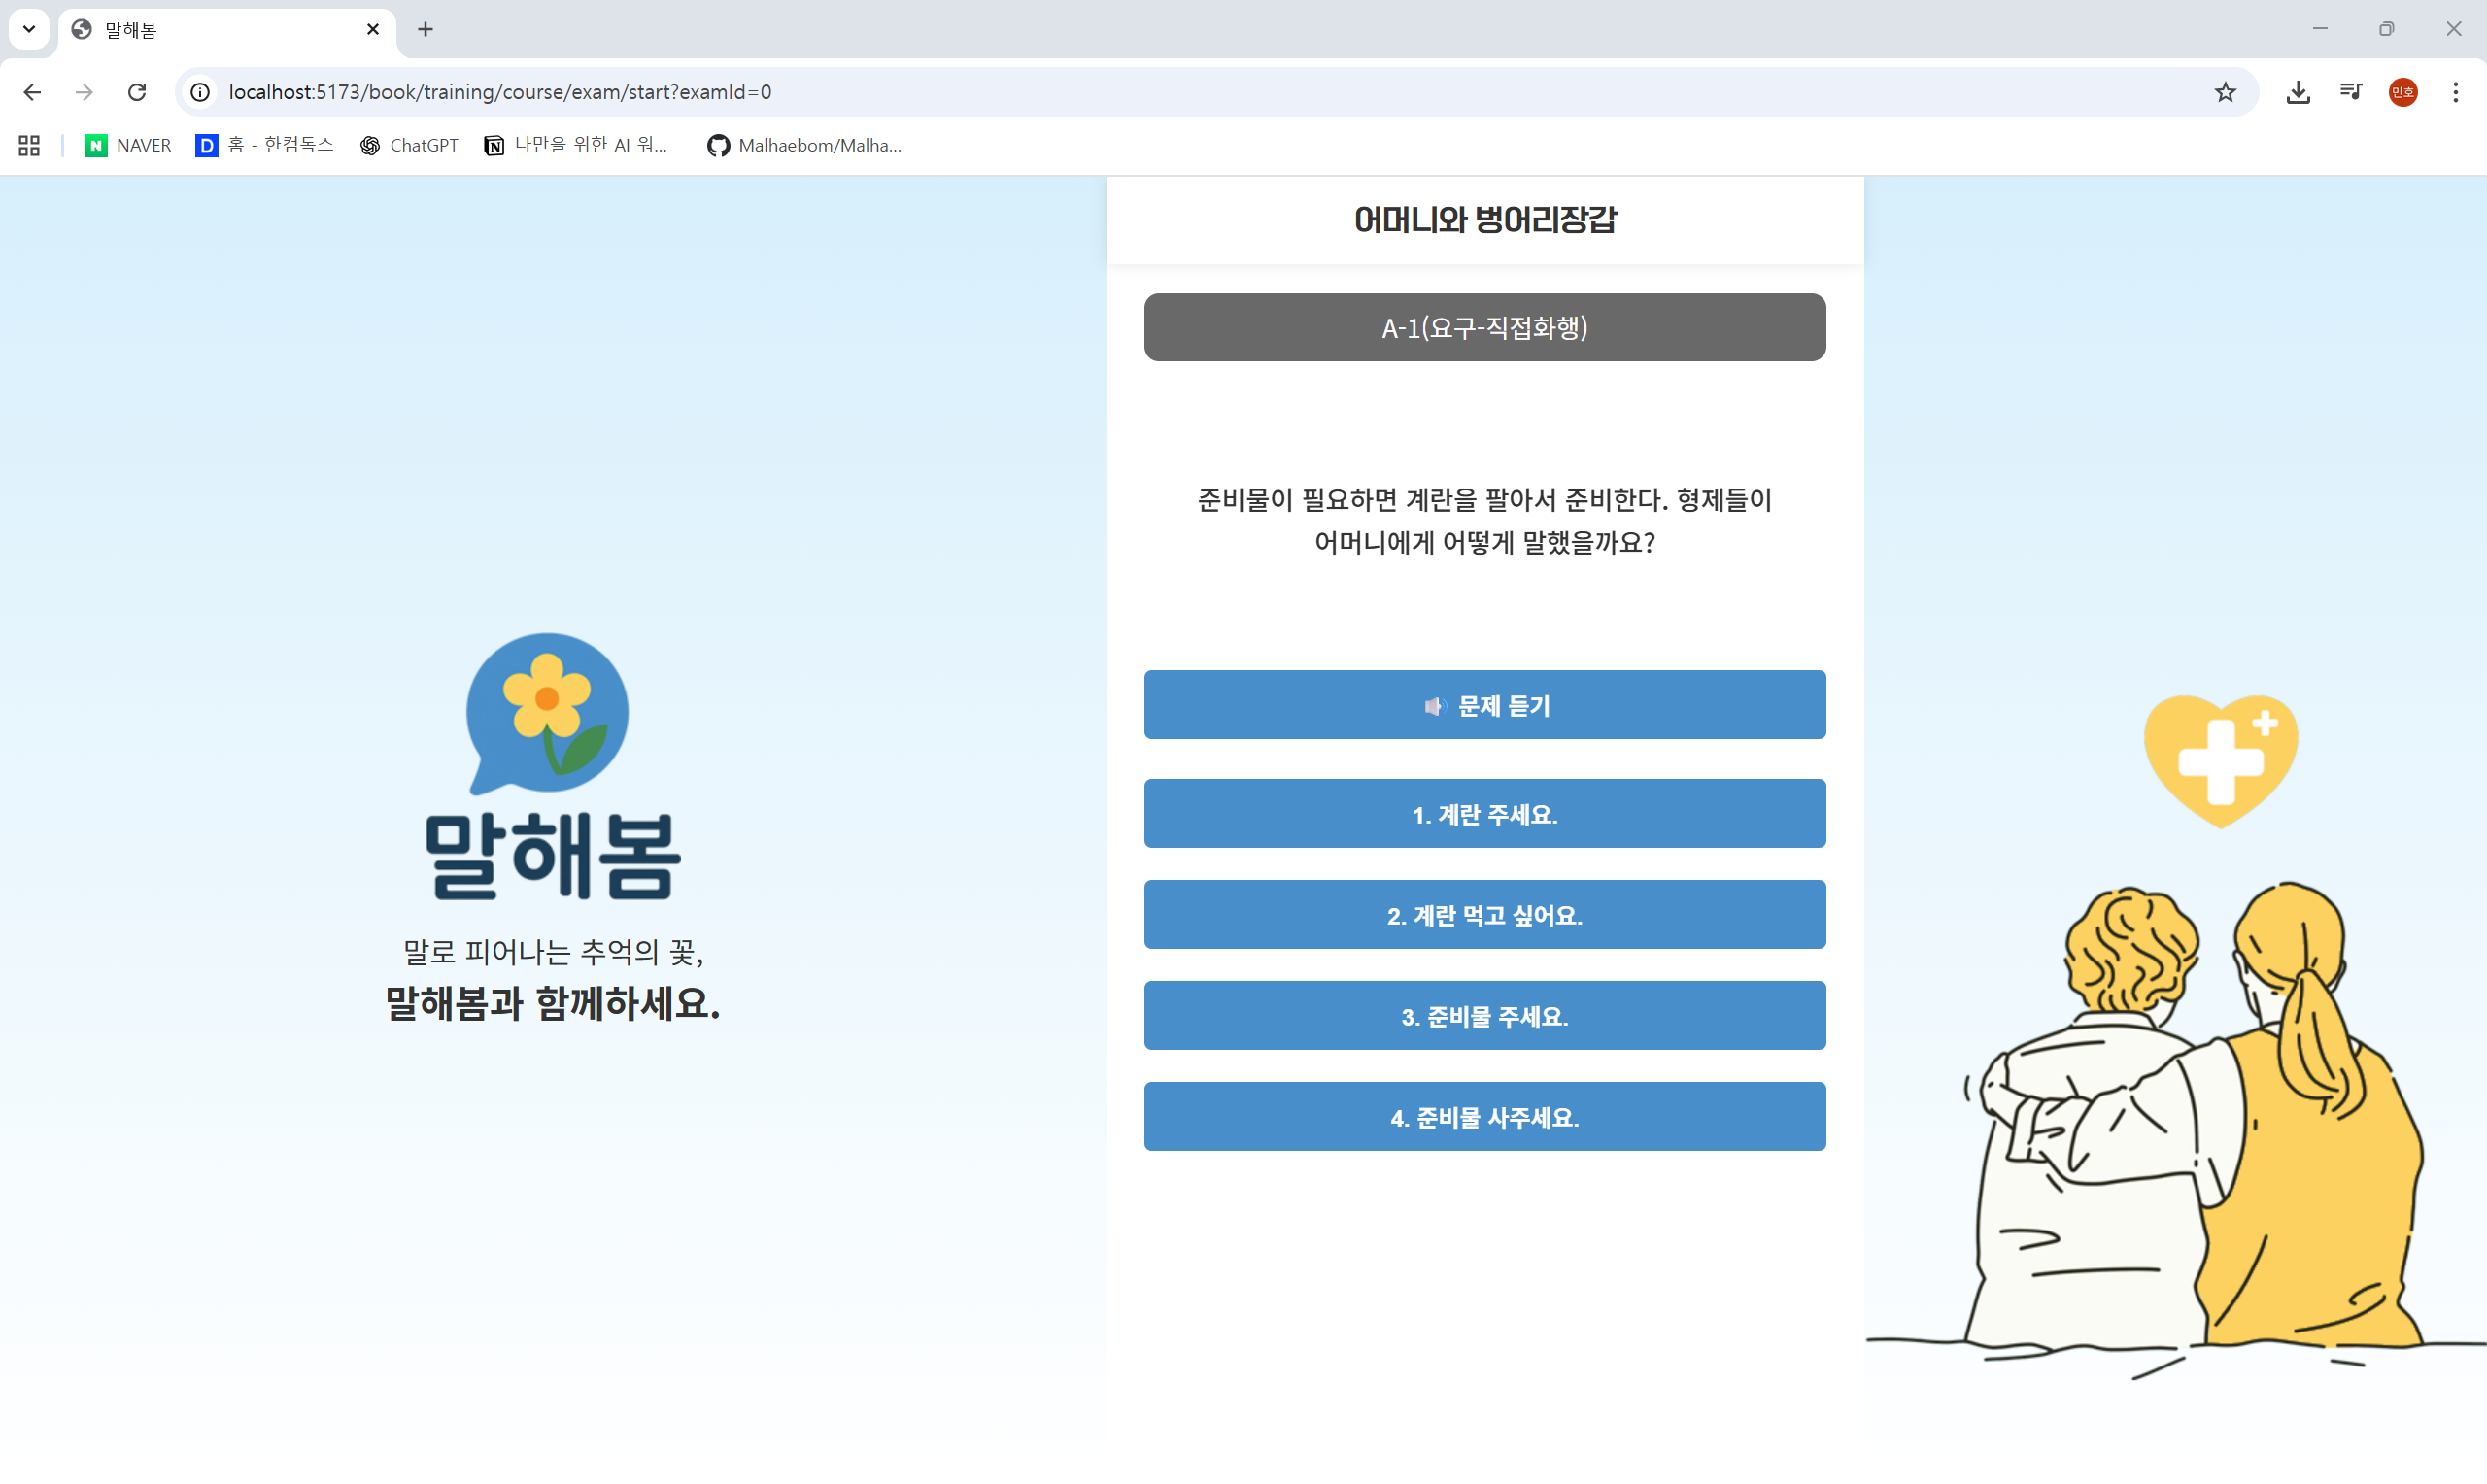 말해봄
localhost:5173/book/training/course/exam/start?examId=0
민호
NAVER
홈 - 한컴독스
ChatGPT
나만을 위한 AI 워...
Malhaebom/Malha...
어머니와 벙어리장갑
A-1(요구-직접화행)
준비물이 필요하면 계란을 팔아서 준비한다. 형제들이
어머니에게 어떻게 말했을까요?
문제 듣기
1. 계란 주세요.
2. 계란 먹고 싶어요.
3. 준비물 주세요.
4. 준비물 사주세요.
말해봄
말로 피어나는 추억의 꽃,
말해봄과 함께하세요.